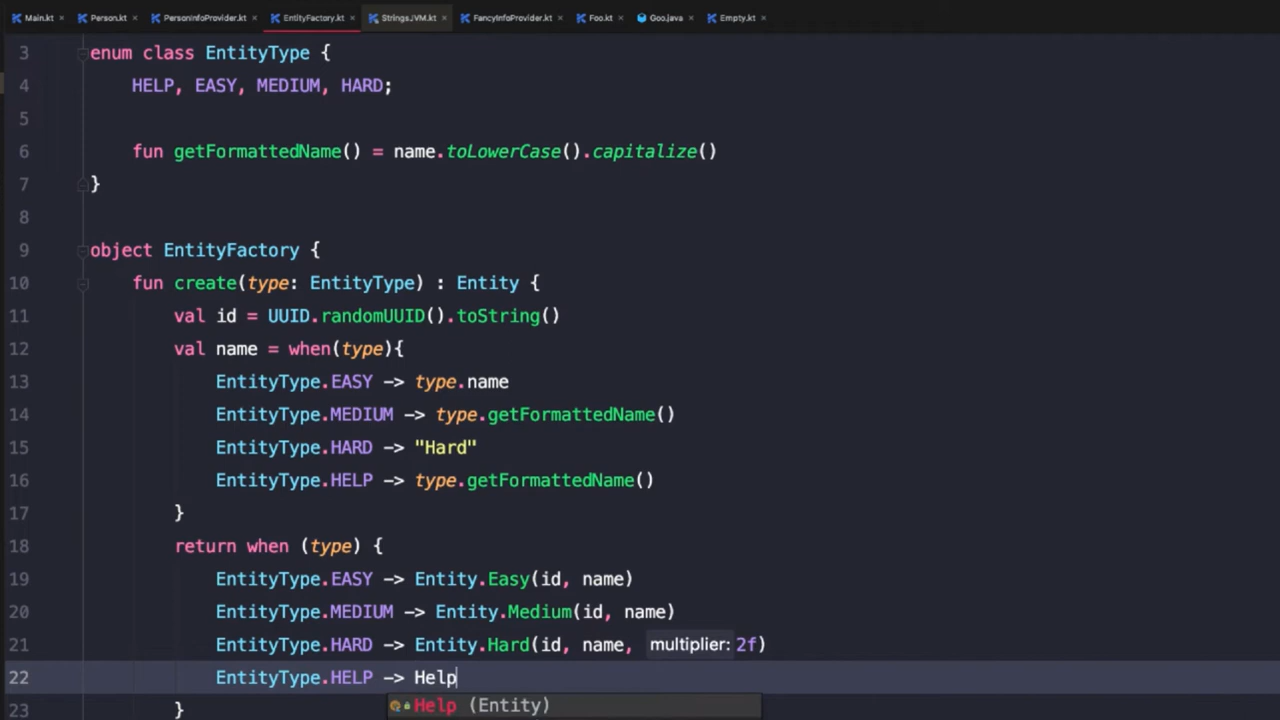 Main.kt Person.kt PersonInfoProvider.kt EntityFactory.kt Strings.JVM.kt FancyInfoProvider.kt Foo.kt Goo.java Empty.kt
3 enum class EntityType {
4 HELP, EASY, MEDIUM, HARD;
5
6 fun getFormattedName() = name.toLowerCase().capitalize()
7 }
8
9 object EntityFactory {
10 fun create(type: EntityType) : Entity {
11 val id = UUID.randomUUID().toString()
12 val name = when(type){
13 EntityType.EASY -> type.name
14 EntityType.MEDIUM -> type.getFormattedName()
15 EntityType.HARD -> "Hard"
16 EntityType.HELP -> type.getFormattedName()
17 }
18 return when (type) {
19 EntityType.EASY -> Entity.Easy(id, name)
20 EntityType.MEDIUM -> Entity.Medium(id, name)
21 EntityType.HARD -> Entity.Hard(id, name, multiplier: 2f)
22 EntityType.HELP -> Help
Help (Entity)
23 }